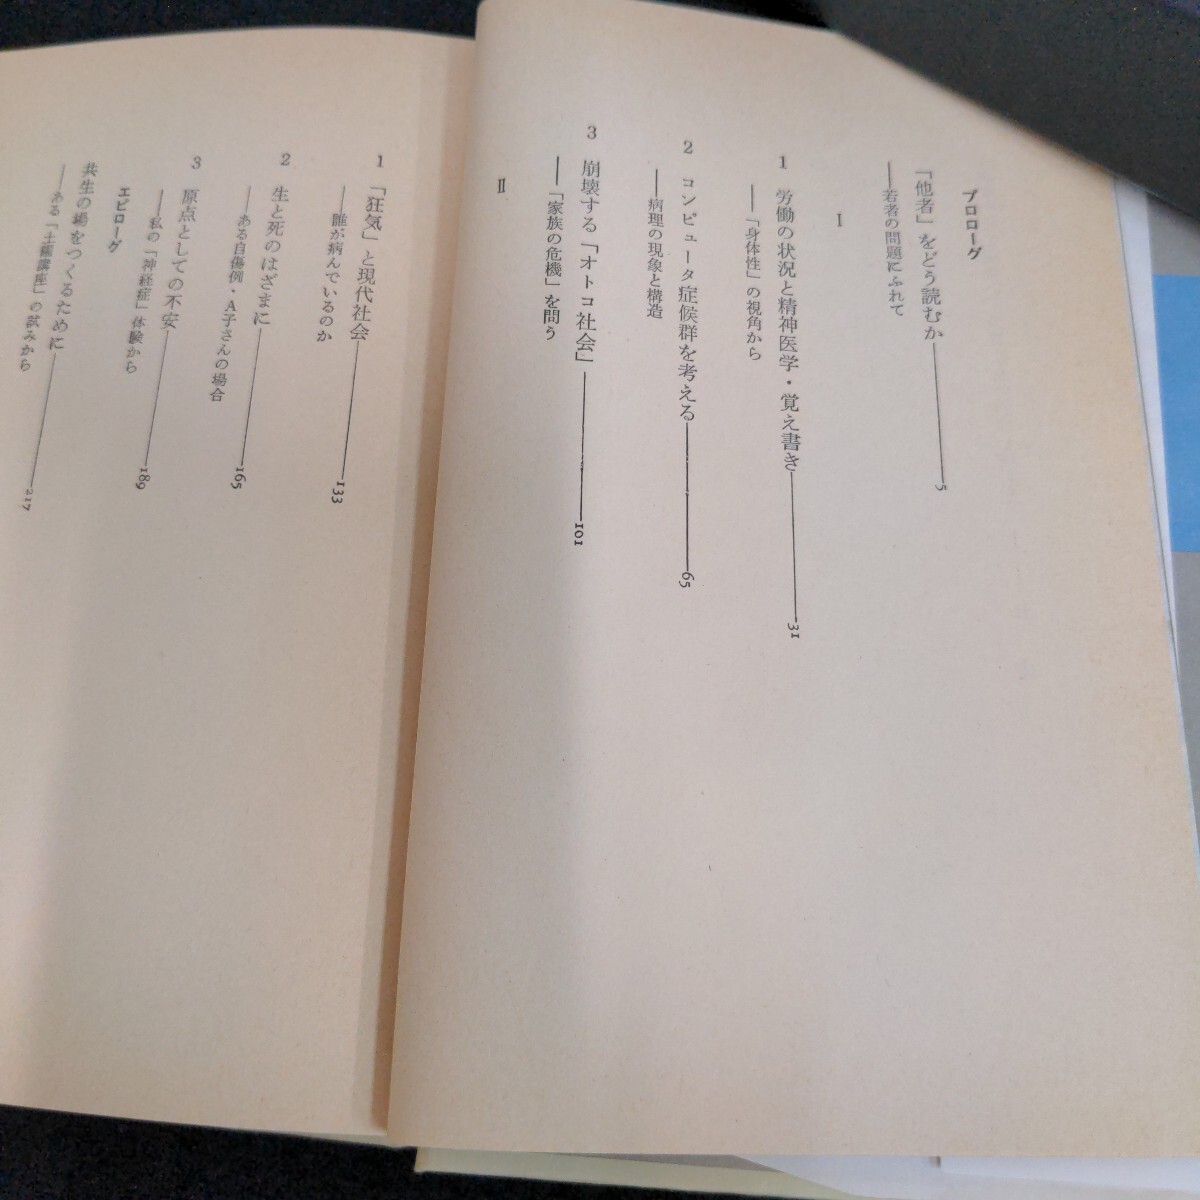 プロローグ
「他者」をどう読むか――5
――若者の問題にふれて
I
1 労働の状況と精神医学・覚え書き――31
――「身体性」の視角から
2 コンピュータ症候群を考える――65
――病理の現象と構造
3 崩壊する「オトコ社会」――101
――「家族の危機」を問う
II
1 「狂気」と現代社会――133
――誰が病んでいるのか
2 生と死のはざまに――165
――ある自傷例・A子さんの場合
3 原点としての不安――189
――私の「神経症」体験から
エピローグ
共生の場をつくるために――217
――ある「土曜講座」の試みから